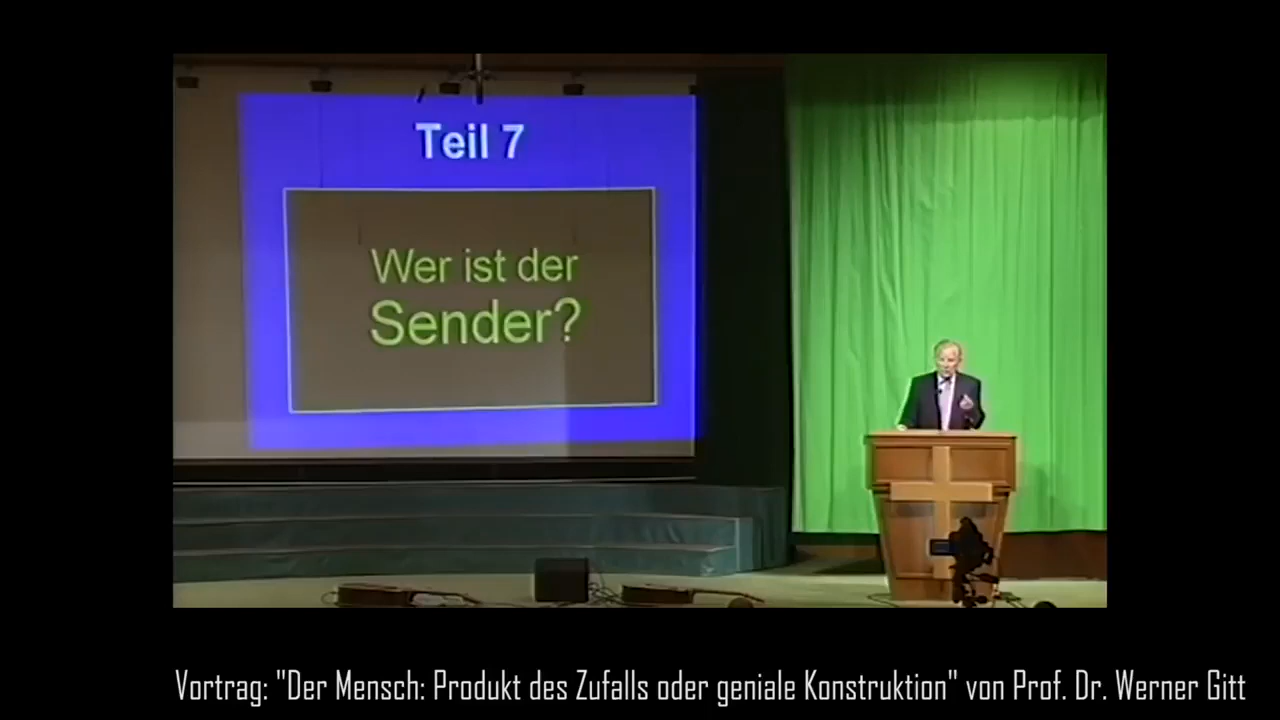 Teil 7
Wer ist der
Sender?
Vortrag: "Der Mensch: Produkt des Zufalls oder geniale Konstruktion" von Prof. Dr. Werner Gitt